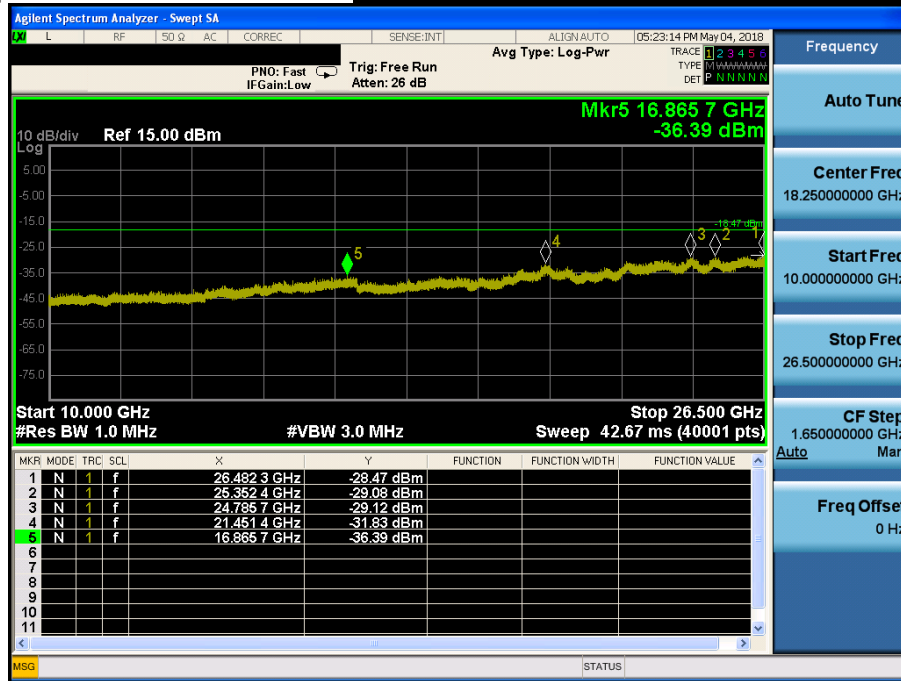 Agilent Spectrum Analyzer - Swept SA
LXI L RF 50 Ω AC CORREC SENSE:INT ALIGN AUTO 05:23:14 PM May 04, 2018
Avg Type: Log-Pwr TRACE 1 2 3 4 5 6
PNO: Fast Trig: Free Run TYPE M WWWWW
IFGain:Low Atten: 26 dB DET P N N N N N
Mkr5 16.865 7 GHz
-36.39 dBm
10 dB/div Ref 15.00 dBm
Log
5.00
-5.00
-15.0
-18.47 dBm
-25.0
-35.0
-45.0
-55.0
-65.0
-75.0
5 4 3 2 1
Start 10.000 GHz Stop 26.500 GHz
#Res BW 1.0 MHz #VBW 3.0 MHz Sweep 42.67 ms (40001 pts)
MKR MODE TRC SCL X Y FUNCTION FUNCTION WIDTH FUNCTION VALUE
1 N 1 f 26.482 3 GHz -28.47 dBm
2 N 1 f 25.352 4 GHz -29.08 dBm
3 N 1 f 24.785 7 GHz -29.12 dBm
4 N 1 f 21.451 4 GHz -31.83 dBm
5 N 1 f 16.865 7 GHz -36.39 dBm
6
7
8
9
10
11
MSG STATUS
Frequency
Auto Tune
Center Freq
18.250000000 GHz
Start Freq
10.000000000 GHz
Stop Freq
26.500000000 GHz
CF Step
1.650000000 GHz
Auto Man
Freq Offset
0 Hz